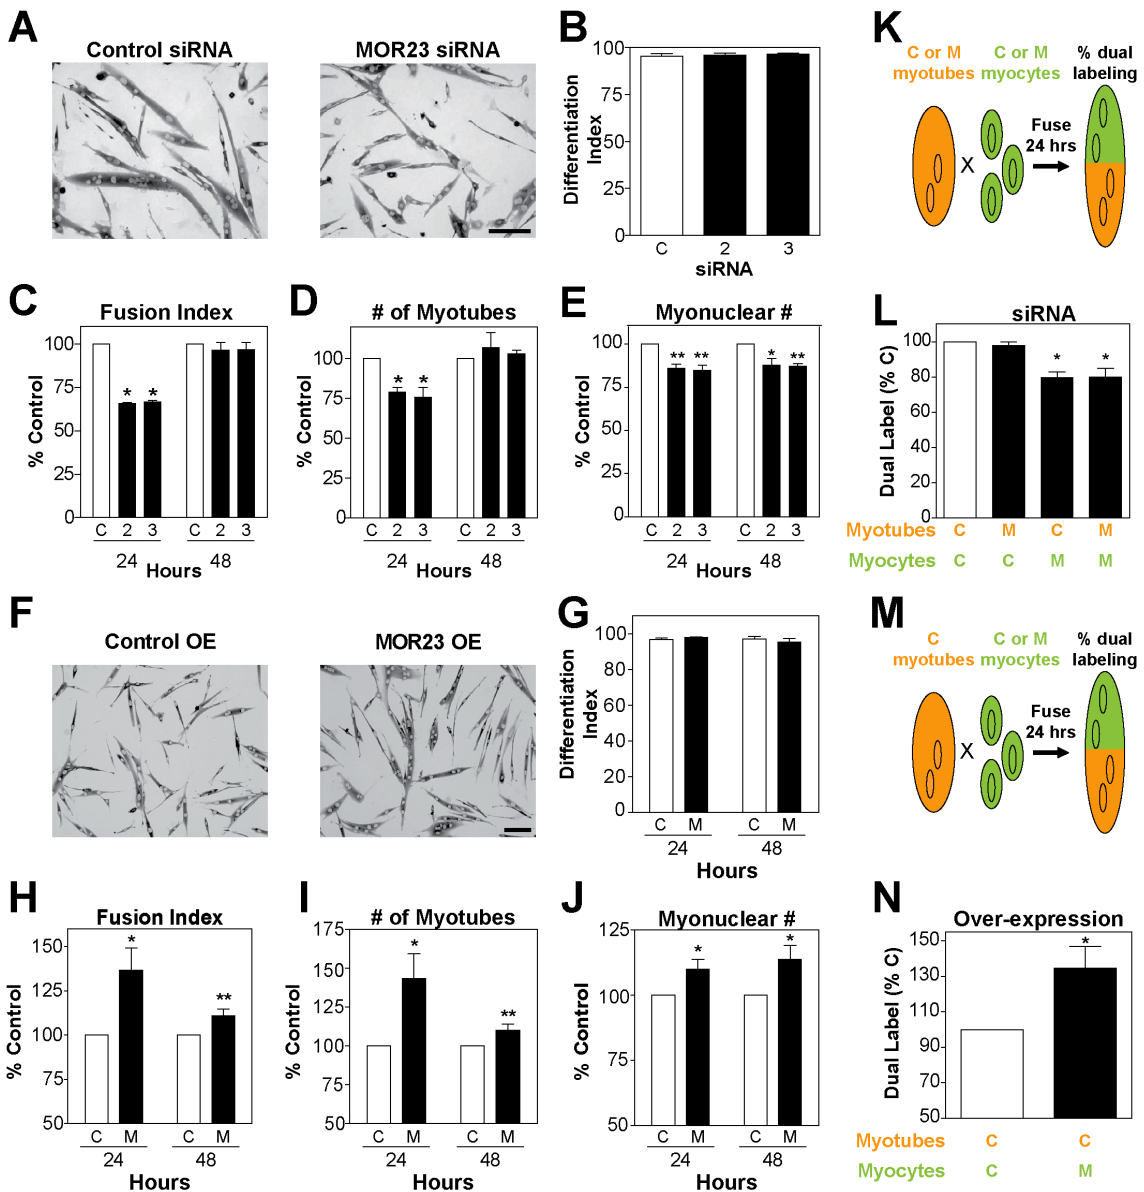 A
Control siRNA
MOR23 siRNA
B
Differentiation
Index
100
75
50
25
0
C 2 3
siRNA
K
C or M
myotubes
C or M
myocytes
% dual
labeling
X
Fuse
24 hrs
C
Fusion Index
% Control
100
75
50
25
0
* *
C 2 3 C 2 3
24 48
Hours
D
# of Myotubes
% Control
100
75
50
25
0
* *
C 2 3 C 2 3
24 48
Hours
E
Myonuclear #
% Control
100
75
50
25
0
** ** * **
C 2 3 C 2 3
24 48
Hours
L
siRNA
Dual Label (% C)
100
80
60
40
20
0
* *
Myotubes C M C M
Myocytes C C M M
F
Control OE
MOR23 OE
G
Differentiation
Index
100
80
60
40
20
0
C M C M
24 48
Hours
M
C
myotubes
C or M
myocytes
% dual
labeling
X
Fuse
24 hrs
H
Fusion Index
% Control
150
125
100
75
50
* **
C M C M
24 48
Hours
I
# of Myotubes
% Control
175
150
125
100
75
50
* **
C M C M
24 48
Hours
J
Myonuclear #
% Control
125
100
75
50
* *
C M C M
24 48
Hours
N
Over-expression
Dual Label (% C)
150
130
110
90
70
50
*
Myotubes C C
Myocytes C M